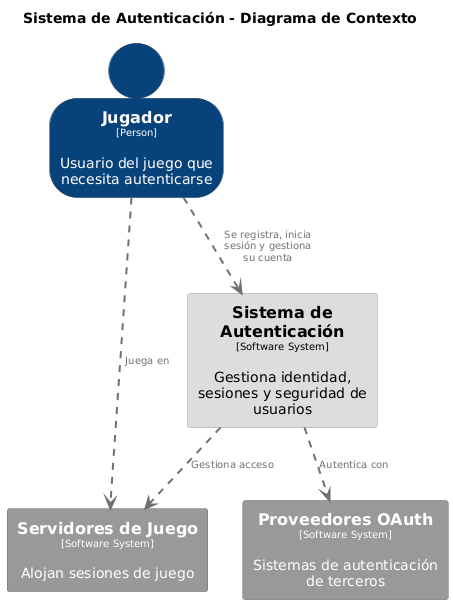 Sistema de Autenticación - Diagrama de Contexto
Jugador
[Person]
Usuario del juego que
necesita autenticarse
Se registra, inicia
sesión y gestiona
su cuenta
Sistema de
Autenticación
[Software System]
Gestiona identidad,
sesiones y seguridad de
usuarios
Juega en
Gestiona acceso
Autentica con
Servidores de Juego
[Software System]
Alojan sesiones de juego
Proveedores OAuth
[Software System]
Sistemas de autenticación
de terceros